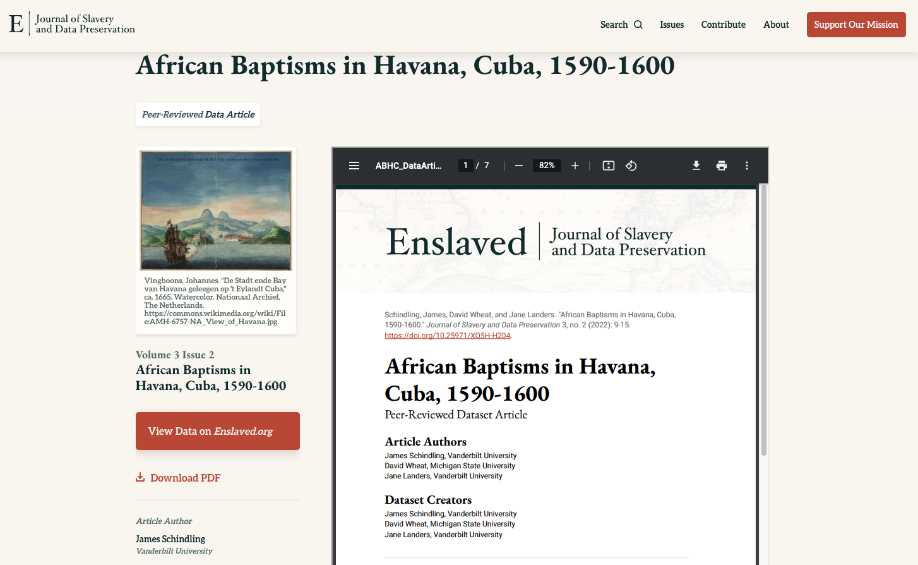 E
Journal of Slavery
and Data Preservation
Search Issues Contribute About Support Our Mission
African Baptisms in Havana, Cuba, 1590-1600
Peer-Reviewed Data Article
Vingboons, Johannes. "De Stadt ende Bay
van Havana geleegen op 't Eylandt Cuba,"
ca. 1665. Watercolor. Nationaal Archief,
The Netherlands.
https://commons.wikimedia.org/wiki/Fil
e:AMH-6757-NA_View_of_Havana.jpg.
Volume 3 Issue 2
African Baptisms in
Havana, Cuba, 1590-1600
View Data on Enslaved.org
Download PDF
Article Author
James Schindling
Vanderbilt University
ABHC_DataArti... 1 / 7 82%
Enslaved
Journal of Slavery
and Data Preservation
Schindling, James, David Wheat, and Jane Landers. "African Baptisms in Havana, Cuba,
1590-1600." Journal of Slavery and Data Preservation 3, no. 2 (2022): 9-15.
https://doi.org/10.25971/XQ5H-H204.
African Baptisms in Havana,
Cuba, 1590-1600
Peer-Reviewed Dataset Article
Article Authors
James Schindling, Vanderbilt University
David Wheat, Michigan State University
Jane Landers, Vanderbilt University
Dataset Creators
James Schindling, Vanderbilt University
David Wheat, Michigan State University
Jane Landers, Vanderbilt University